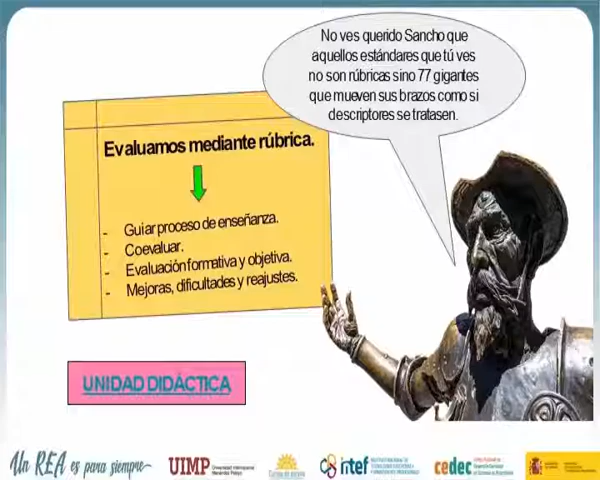 No ves querido Sancho que
aquellos estándares que tú ves
no son rúbricas sino 77 gigantes
que mueven sus brazos como si
descriptores se tratasen.
Evaluamos mediante rúbrica.
- Guiar proceso de enseñanza.
- Coevaluar.
- Evaluación formativa y objetiva.
- Mejoras, dificultades y reajustes.
UNIDAD DIDÁCTICA
Un REA es para siempre
UIMP
intef
cedec